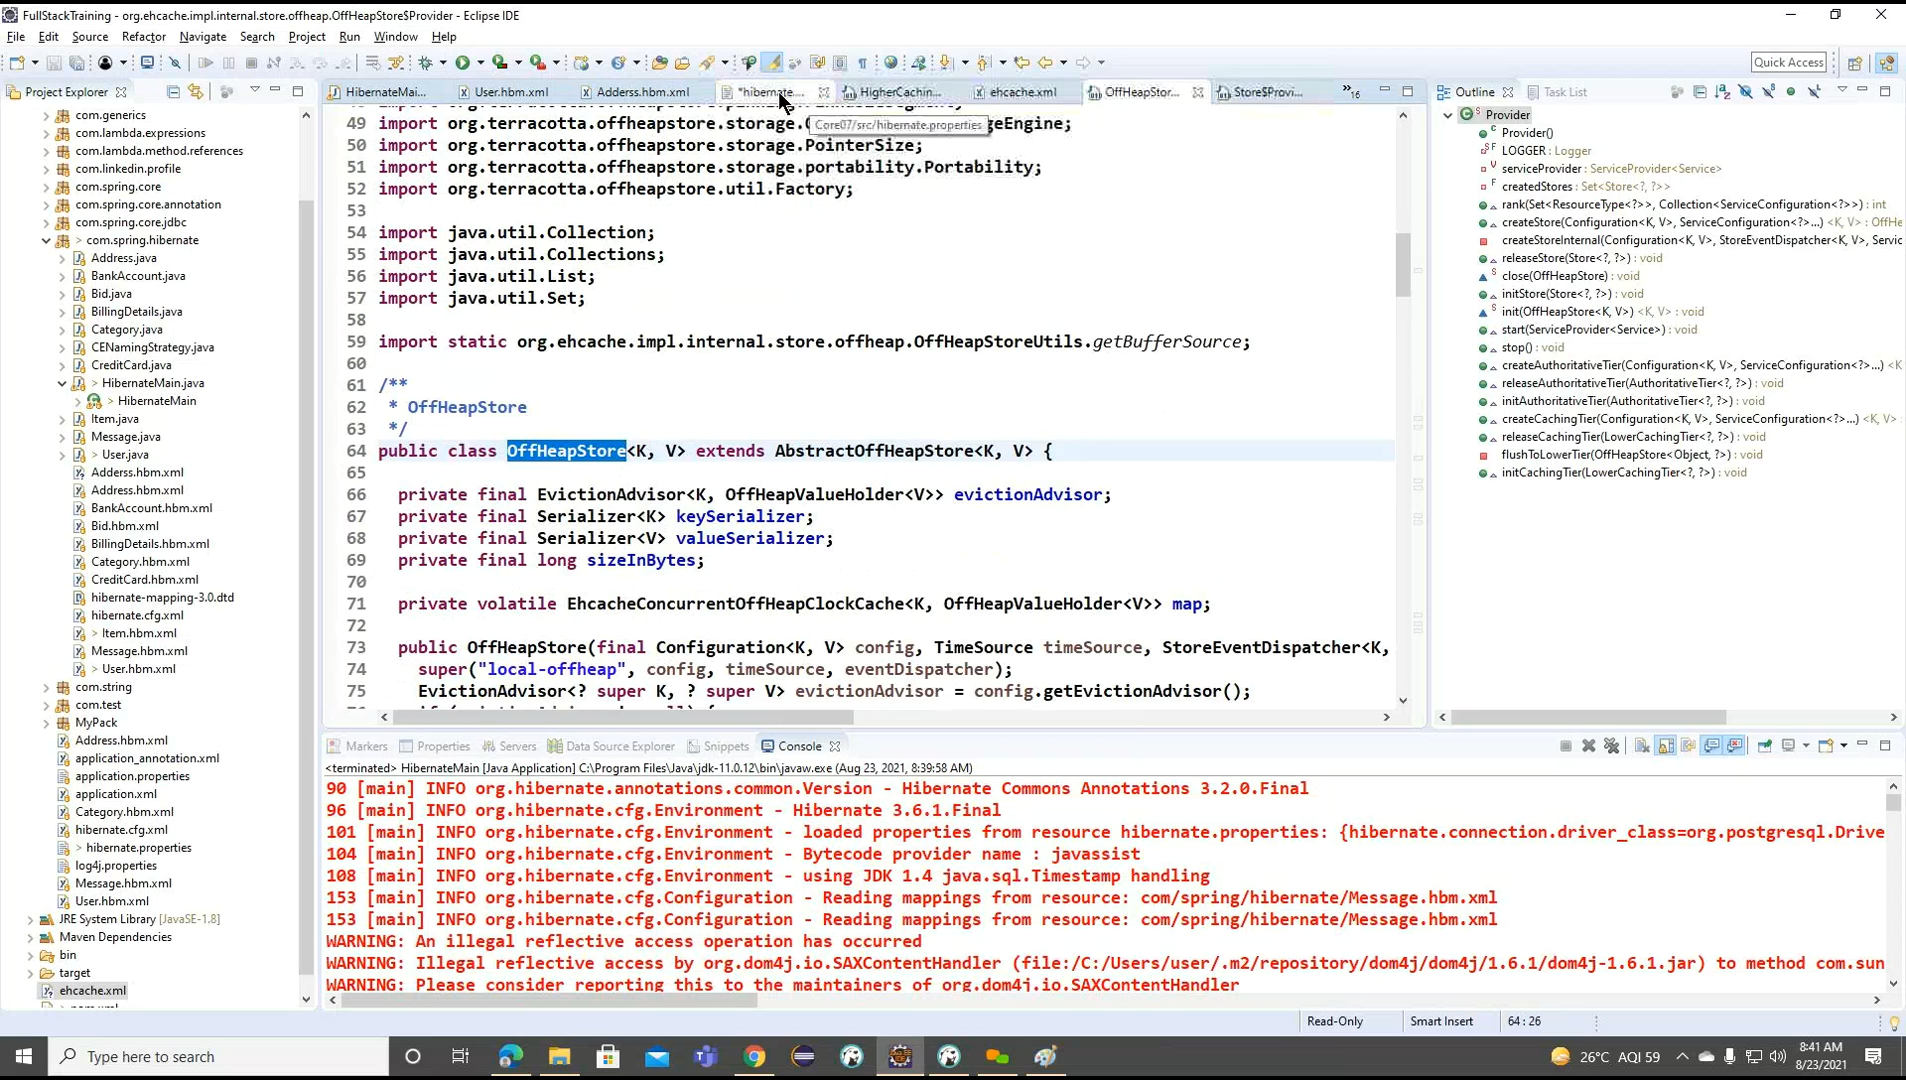 FullStackTraining - org.ehcache.impl.internal.store.offheap.OffHeapStore$Provider - Eclipse IDE
File Edit Source Refactor Navigate Search Project Run Window Help
Quick Access
Project Explorer
com.generics
com.lambda.expressions
com.lambda.method.references
com.linkedin.profile
com.spring.core
com.spring.core.annotation
com.spring.core.jdbc
> com.spring.hibernate
Address.java
BankAccount.java
Bid.java
BillingDetails.java
Category.java
CENamingStrategy.java
CreditCard.java
> HibernateMain.java
> HibernateMain
Item.java
Message.java
User.java
Adderss.hbm.xml
Address.hbm.xml
BankAccount.hbm.xml
Bid.hbm.xml
BillingDetails.hbm.xml
Category.hbm.xml
CreditCard.hbm.xml
hibernate-mapping-3.0.dtd
hibernate.cfg.xml
> Item.hbm.xml
Message.hbm.xml
> User.hbm.xml
com.string
com.test
MyPack
Address.hbm.xml
application_annotation.xml
application.properties
application.xml
Category.hbm.xml
hibernate.cfg.xml
> hibernate.properties
log4j.properties
Message.hbm.xml
User.hbm.xml
JRE System Library [JavaSE-1.8]
Maven Dependencies
bin
target
ehcache.xml
HibernateMai...
User.hbm.xml
Adderss.hbm.xml
*hibernate....
HigherCachin...
ehcache.xml
OffHeapStor...
Store$Provi...
»16
Core07/src/hibernate.properties
49 import org.terracotta.offheapstore.storage. geEngine;
50 import org.terracotta.offheapstore.storage.PointerSize;
51 import org.terracotta.offheapstore.storage.portability.Portability;
52 import org.terracotta.offheapstore.util.Factory;
53
54 import java.util.Collection;
55 import java.util.Collections;
56 import java.util.List;
57 import java.util.Set;
58
59 import static org.ehcache.impl.internal.store.offheap.OffHeapStoreUtils.getBufferSource;
60
61 /**
62 * OffHeapStore
63 */
64 public class OffHeapStore<K, V> extends AbstractOffHeapStore<K, V> {
65
66 private final EvictionAdvisor<K, OffHeapValueHolder<V>> evictionAdvisor;
67 private final Serializer<K> keySerializer;
68 private final Serializer<V> valueSerializer;
69 private final long sizeInBytes;
70
71 private volatile EhcacheConcurrentOffHeapClockCache<K, OffHeapValueHolder<V>> map;
72
73 public OffHeapStore(final Configuration<K, V> config, TimeSource timeSource, StoreEventDispatcher<K,
74 super("local-offheap", config, timeSource, eventDispatcher);
75 EvictionAdvisor<? super K, ? super V> evictionAdvisor = config.getEvictionAdvisor();
Outline Task List
Provider
Provider()
LOGGER : Logger
serviceProvider : ServiceProvider<Service>
createdStores : Set<Store<?, ?>>
rank(Set<ResourceType<?>>, Collection<ServiceConfiguration<?>>) : int
createStore(Configuration<K, V>, ServiceConfiguration<?>...) <K, V> : OffH
createStoreInternal(Configuration<K, V>, StoreEventDispatcher<K, V>, Servic
releaseStore(Store<?, ?>) : void
close(OffHeapStore) : void
initStore(Store<?, ?>) : void
init(OffHeapStore<K, V>) <K, V> : void
start(ServiceProvider<Service>) : void
stop() : void
createAuthoritativeTier(Configuration<K, V>, ServiceConfiguration<?>...) <K
releaseAuthoritativeTier(AuthoritativeTier<?, ?>) : void
initAuthoritativeTier(AuthoritativeTier<?, ?>) : void
createCachingTier(Configuration<K, V>, ServiceConfiguration<?>...) <K, V> :
releaseCachingTier(LowerCachingTier<?, ?>) : void
flushToLowerTier(OffHeapStore<Object, ?>) : void
initCachingTier(LowerCachingTier<?, ?>) : void
Markers Properties Servers Data Source Explorer Snippets Console
<terminated> HibernateMain [Java Application] C:\Program Files\Java\jdk-11.0.12\bin\javaw.exe (Aug 23, 2021, 8:39:58 AM)
90 [main] INFO org.hibernate.annotations.common.Version - Hibernate Commons Annotations 3.2.0.Final
96 [main] INFO org.hibernate.cfg.Environment - Hibernate 3.6.1.Final
101 [main] INFO org.hibernate.cfg.Environment - loaded properties from resource hibernate.properties: {hibernate.connection.driver_class=org.postgresql.Drive
104 [main] INFO org.hibernate.cfg.Environment - Bytecode provider name : javassist
108 [main] INFO org.hibernate.cfg.Environment - using JDK 1.4 java.sql.Timestamp handling
153 [main] INFO org.hibernate.cfg.Configuration - Reading mappings from resource: com/spring/hibernate/Message.hbm.xml
153 [main] INFO org.hibernate.cfg.Configuration - Reading mappings from resource: com/spring/hibernate/Message.hbm.xml
WARNING: An illegal reflective access operation has occurred
WARNING: Illegal reflective access by org.dom4j.io.SAXContentHandler (file:/C:/Users/user/.m2/repository/dom4j/dom4j/1.6.1/dom4j-1.6.1.jar) to method com.sun
WARNING: Please consider reporting this to the maintainers of org.dom4j.io.SAXContentHandler
Read-Only Smart Insert 64 : 26
Type here to search
26°C AQI 59
8:41 AM
8/23/2021